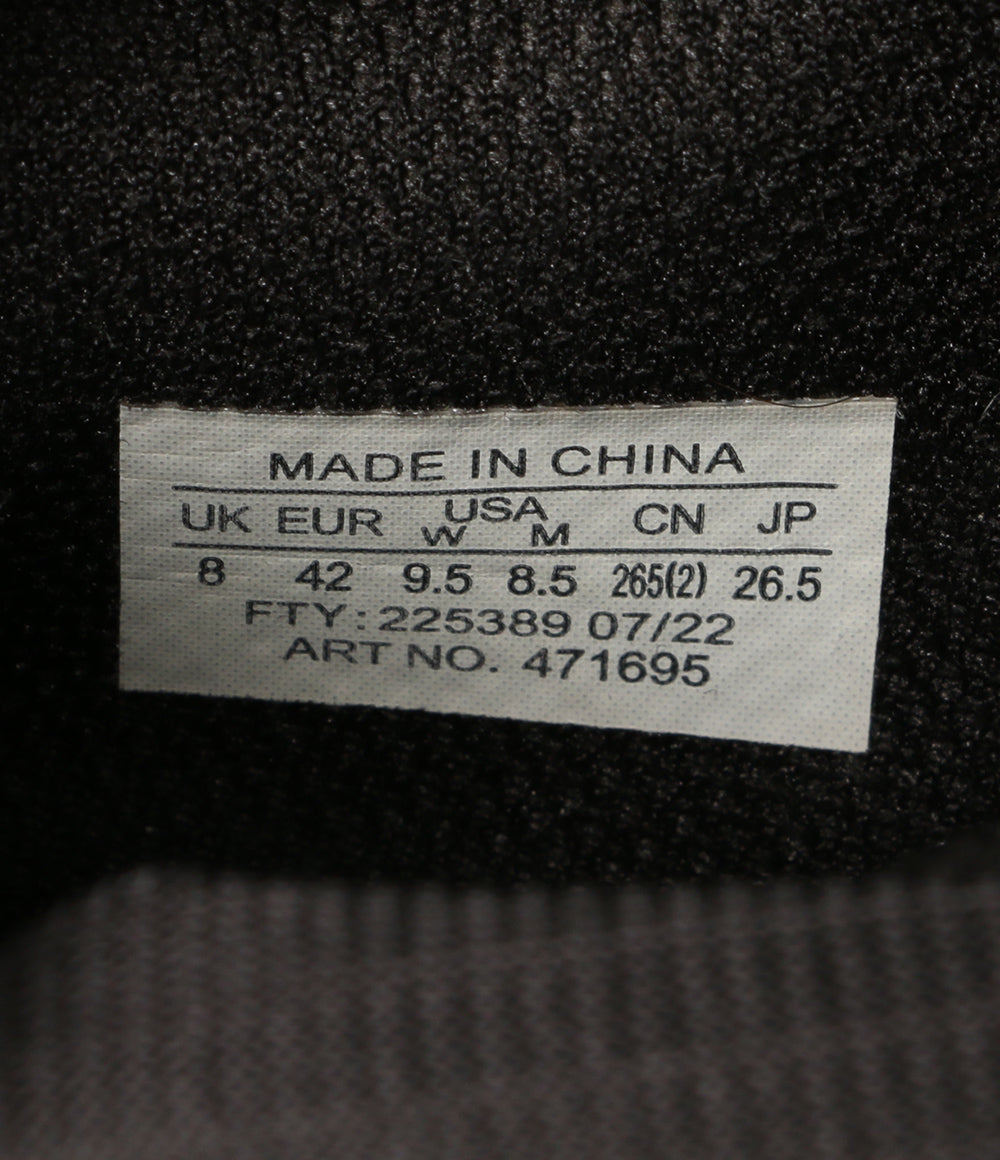 MADE IN CHINA
UK EUR USA CN JP
W M
8 42 9.5 8.5 265(2) 26.5
FTY: 225389 07/22
ART NO. 471695